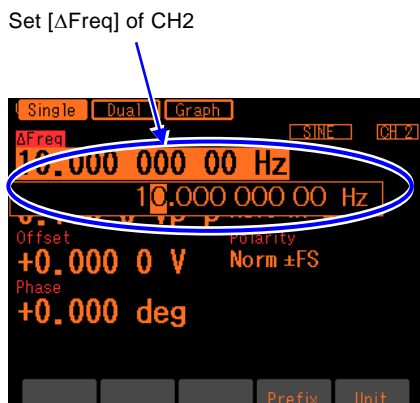 Set [ΔFreq] of CH2
Single Dual Graph
ΔFreq SINE CH 2
10.000 000 00 Hz
10.000 000 00 Hz
Offset Polarity
+0.000 0 V Norm ±FS
Phase
+0.000 deg
Prefix Unit